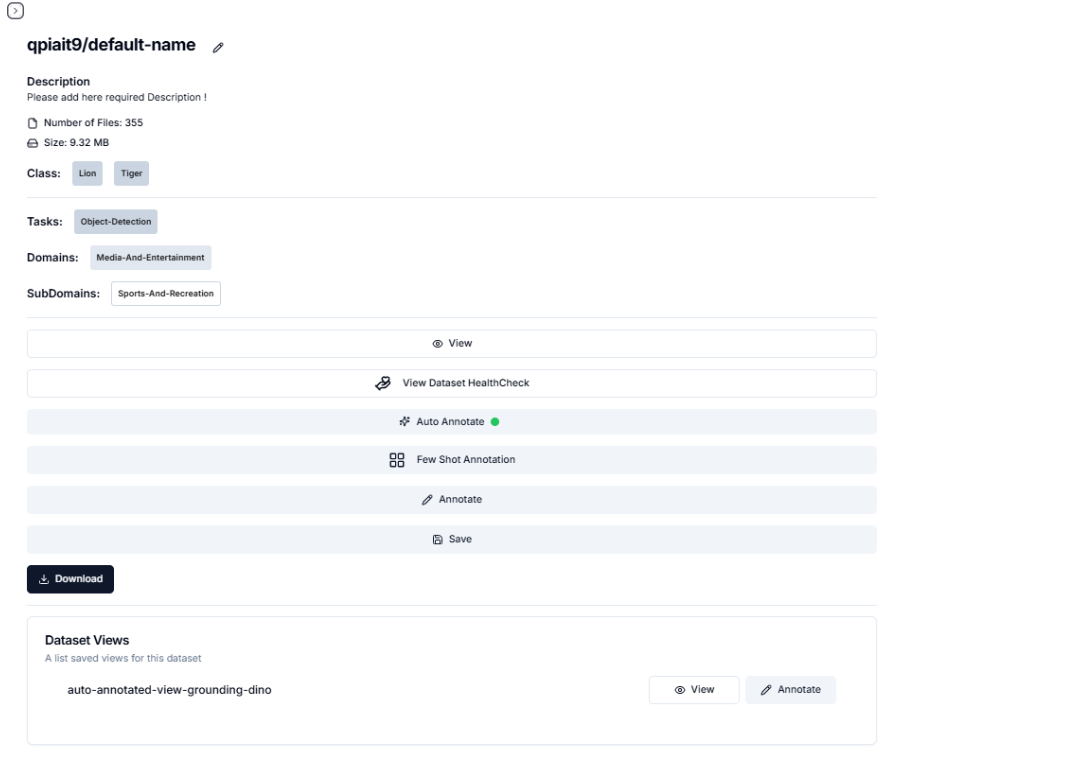 qpiait9/default-name
Description
Please add here required Description !
Number of Files: 355
Size: 9.32 MB
Class: Lion Tiger
Tasks: Object-Detection
Domains: Media-And-Entertainment
SubDomains: Sports-And-Recreation
View
View Dataset HealthCheck
Auto Annotate
Few Shot Annotation
Annotate
Save
Download
Dataset Views
A list saved views for this dataset
auto-annotated-view-grounding-dino View Annotate